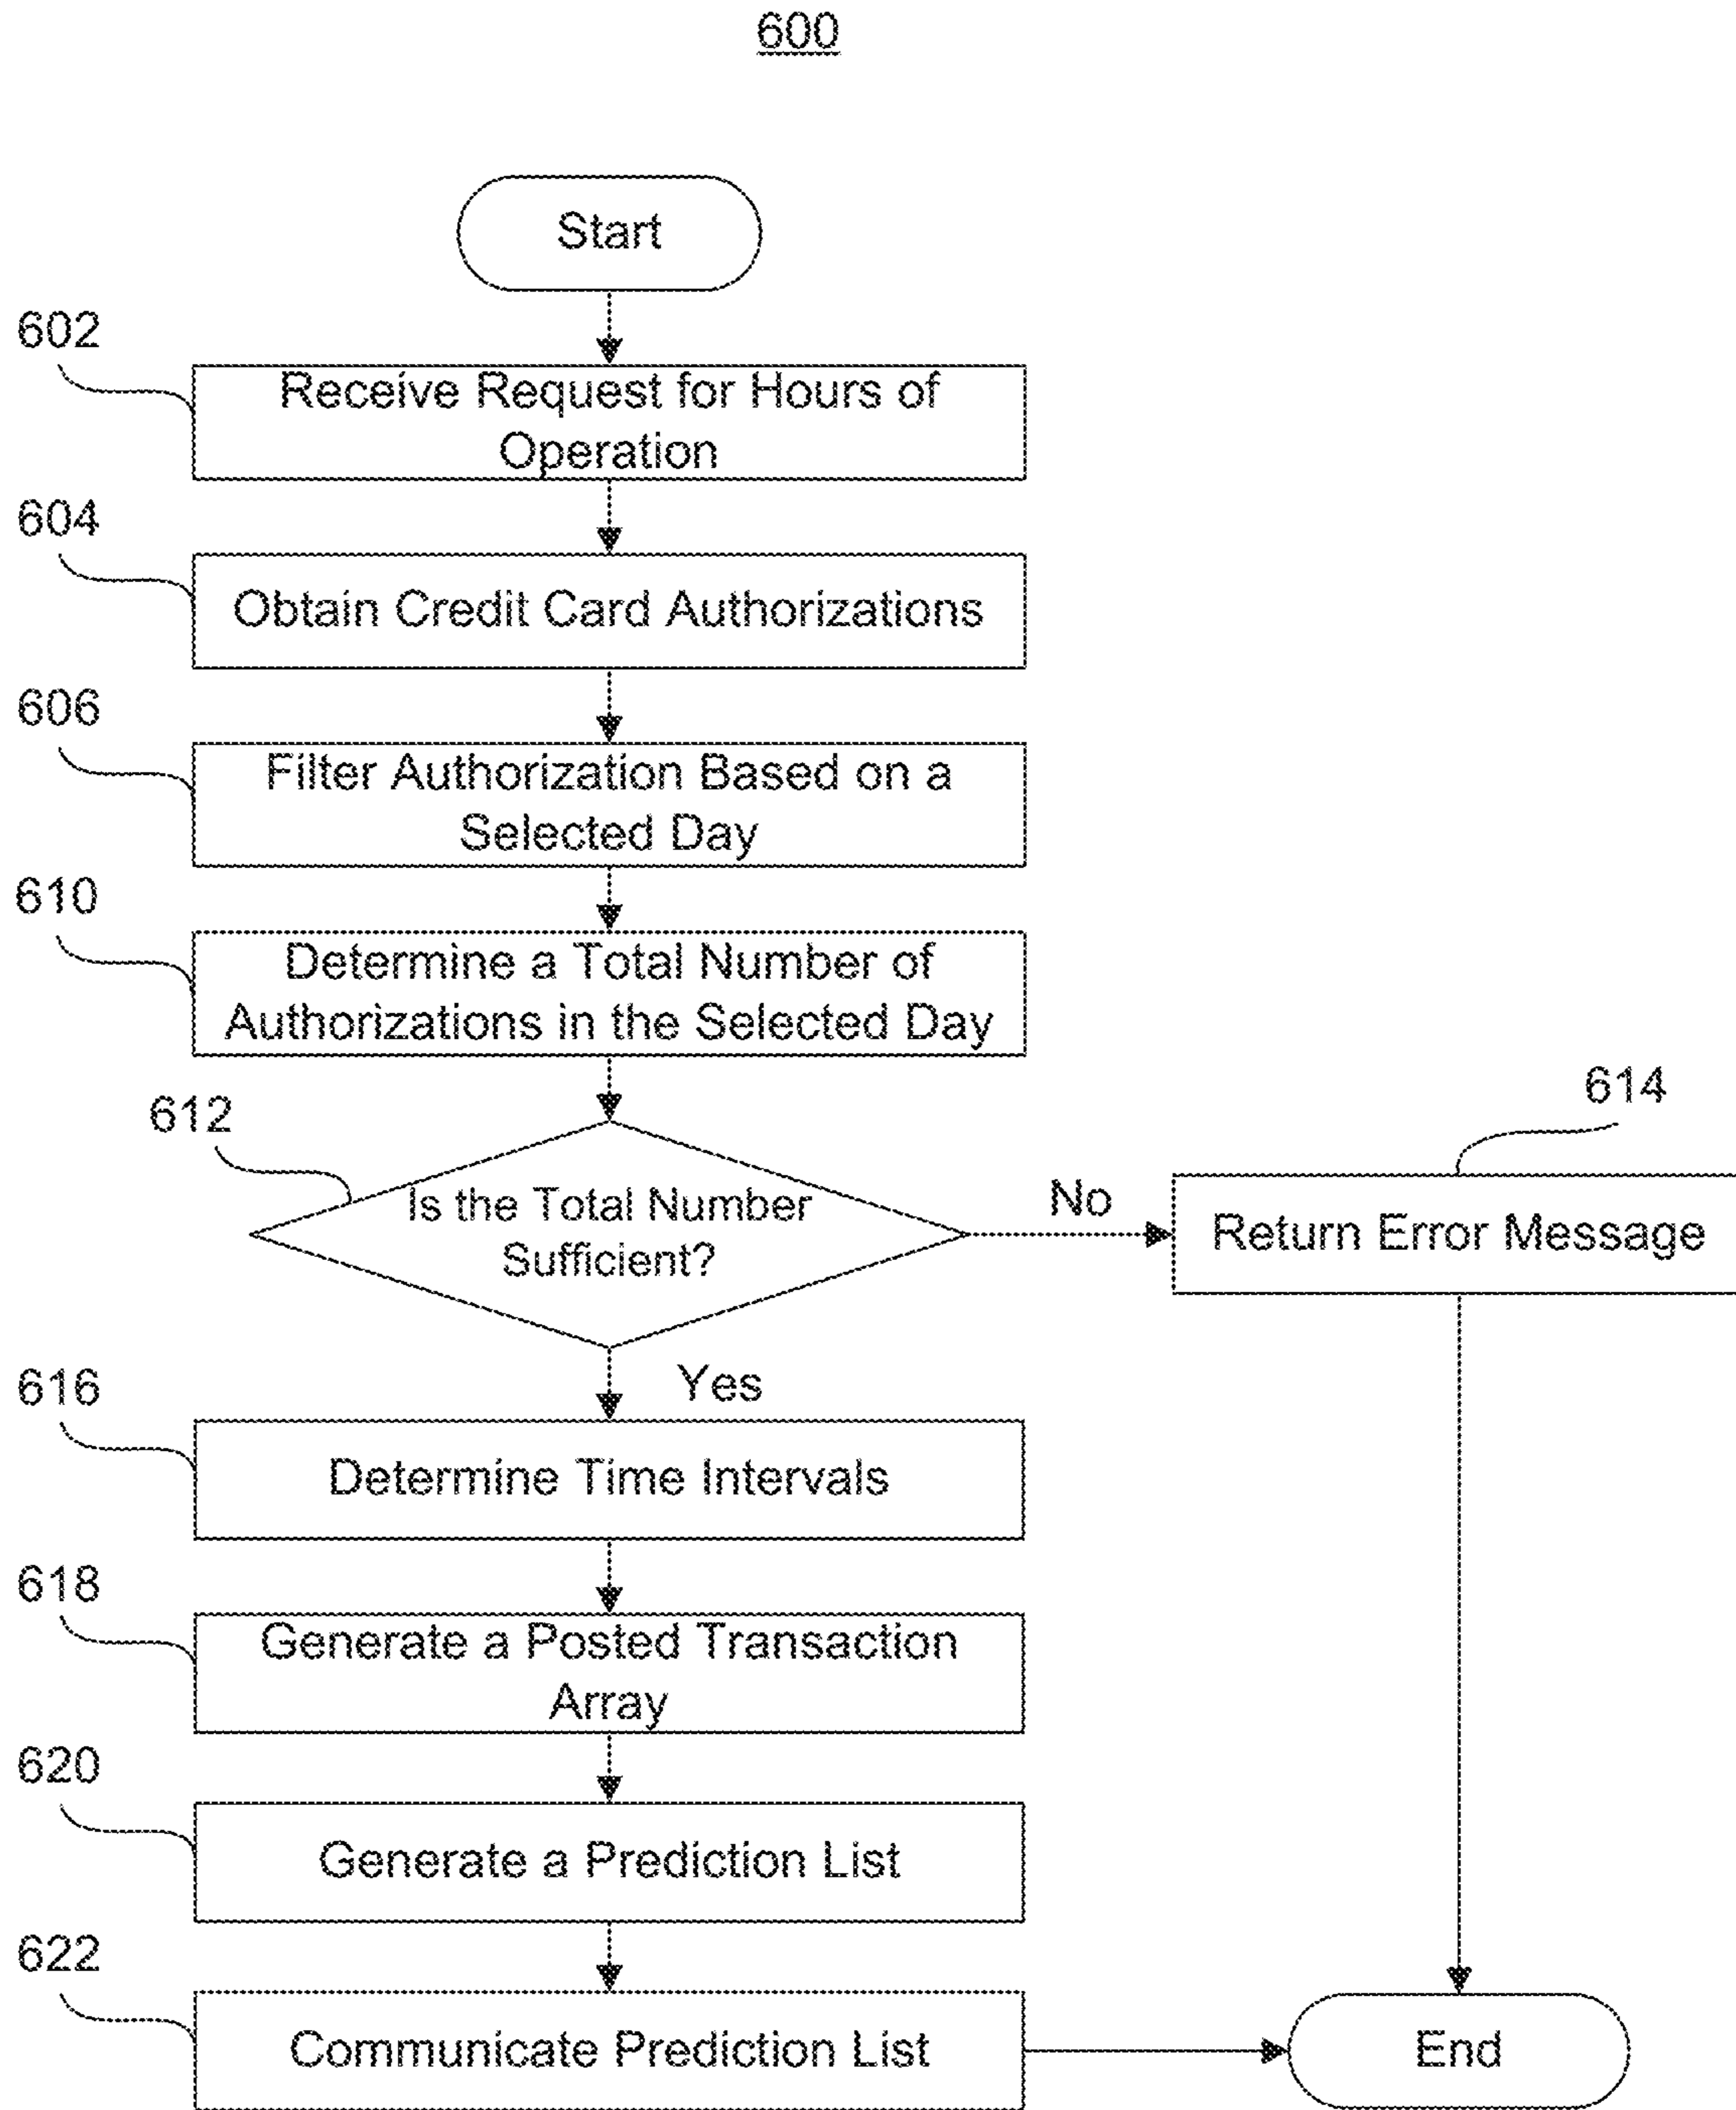 600
Start
602
Receive Request for Hours of
Operation
604
Obtain Credit Card Authorizations
606
Filter Authorization Based on a
Selected Day
610
Determine a Total Number of
Authorizations in the Selected Day
612
Is the Total Number
Sufficient?
No
614
Return Error Message
Yes
616
Determine Time Intervals
618
Generate a Posted Transaction
Array
620
Generate a Prediction List
622
Communicate Prediction List
End